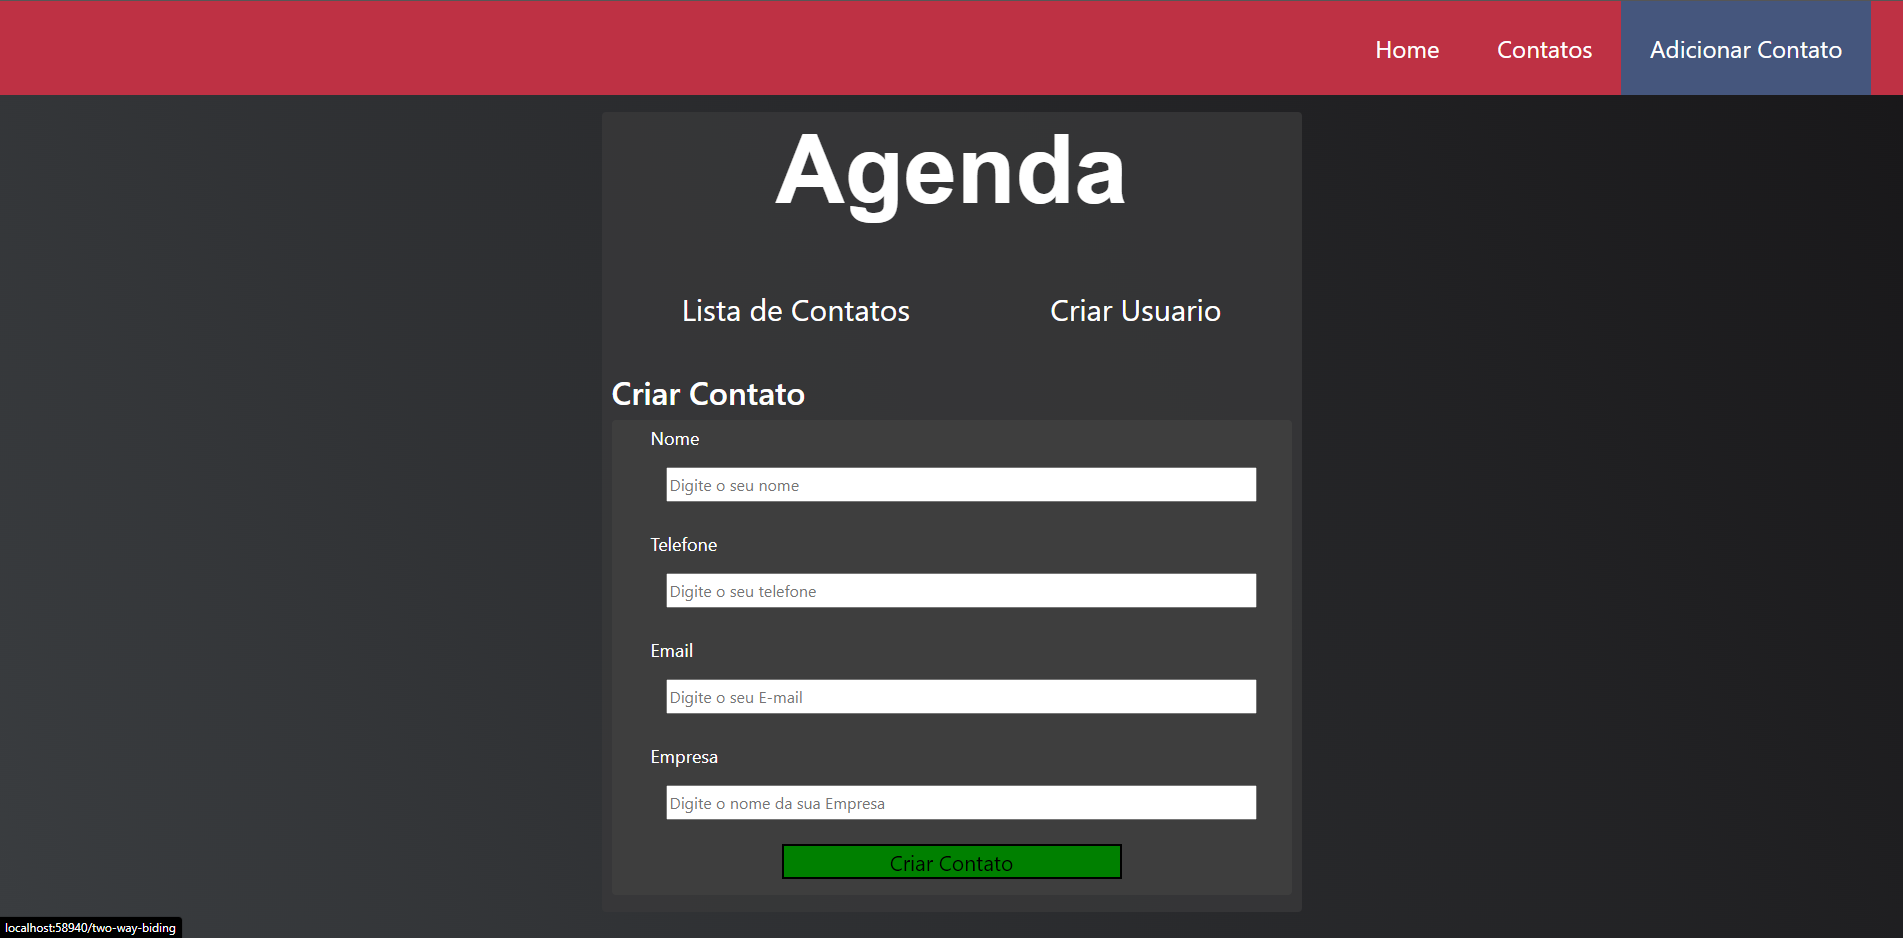 Home Contatos Adicionar Contato
Agenda
Lista de Contatos Criar Usuario
Criar Contato
Nome
Digite o seu nome
Telefone
Digite o seu telefone
Email
Digite o seu E-mail
Empresa
Digite o nome da sua Empresa
Criar Contato
localhost:58940/two-way-biding